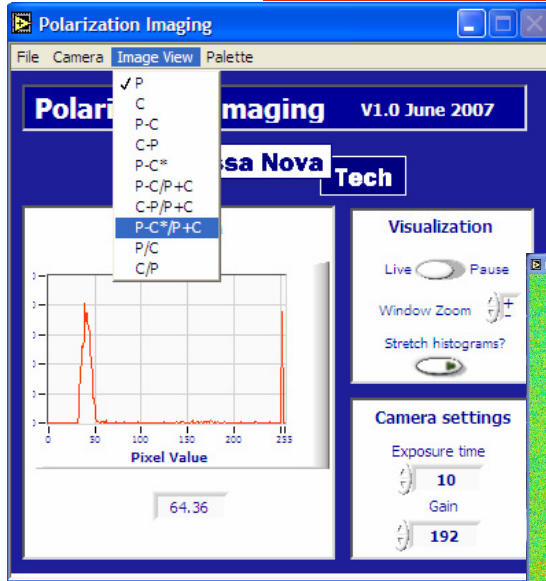 Polarization Imaging
File Camera Image View Palette
P
C
P-C
C-P
P-C*
P-C/P+C
C-P/P+C
P-C*/P+C
P/C
C/P
Polari maging V1.0 June 2007
ssa Nova
Tech
Visualization
Live Pause
Window Zoom + -
Stretch histograms?
0 50 100 150 200 255
Pixel Value
64.36
Camera settings
Exposure time
10
Gain
192